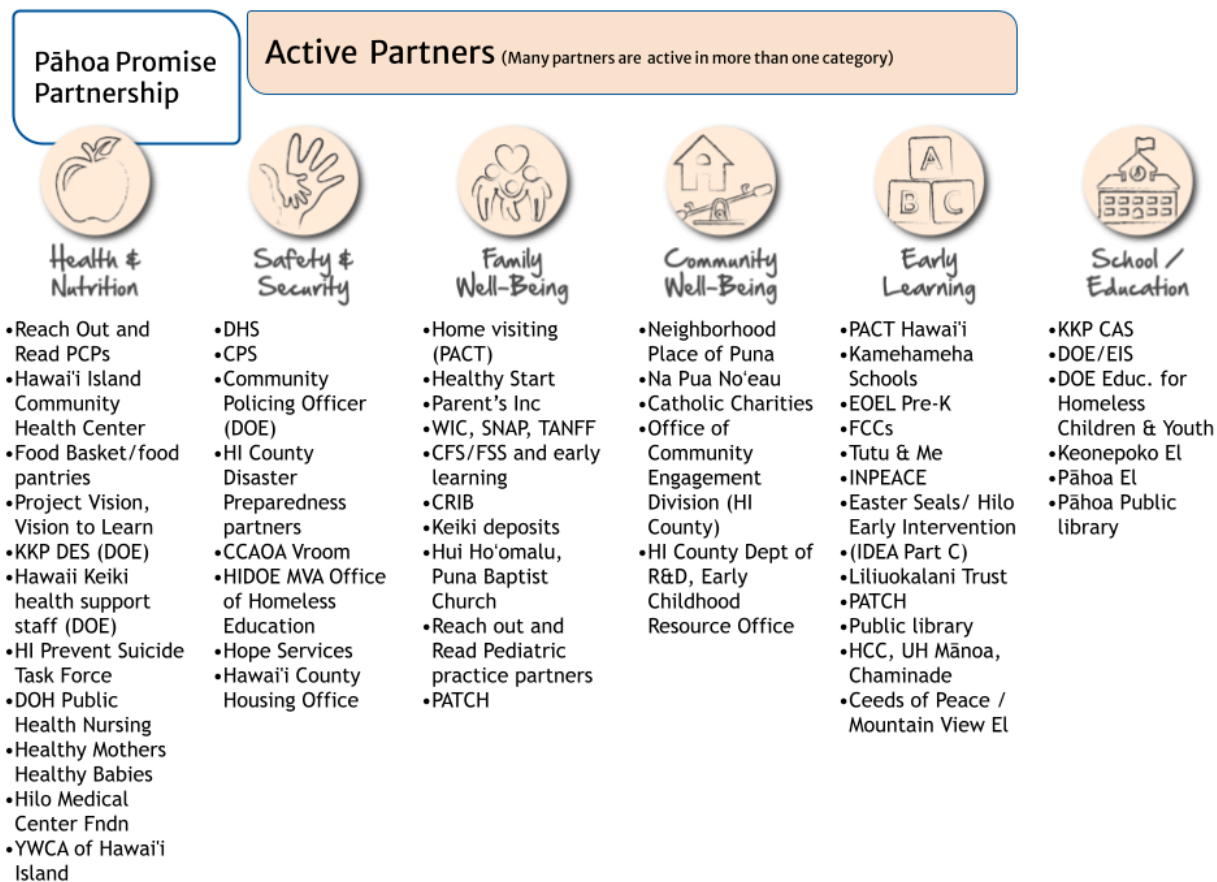 Pāhoa Promise
Partnership
Active Partners (Many partners are active in more than one category)
Health &
Nutrition
•Reach Out and
Read PCPs
•Hawai'i Island
Community
Health Center
•Food Basket/food
pantries
•Project Vision,
Vision to Learn
•KKP DES (DOE)
•Hawaii Keiki
health support
staff (DOE)
•HI Prevent Suicide
Task Force
•DOH Public
Health Nursing
•Healthy Mothers
Healthy Babies
•Hilo Medical
Center Fndn
•YWCA of Hawai'i
Island
Safety &
Security
•DHS
•CPS
•Community
Policing Officer
(DOE)
•HI County
Disaster
Preparedness
partners
•CCAOA Vroom
•HIDOE MVA Office
of Homeless
Education
•Hope Services
•Hawai'i County
Housing Office
Family
Well-Being
•Home visiting
(PACT)
•Healthy Start
•Parent’s Inc
•WIC, SNAP, TANFF
•CFS/FSS and early
learning
•CRIB
•Keiki deposits
•Hui Hoʻomalu,
Puna Baptist
Church
•Reach out and
Read Pediatric
practice partners
•PATCH
Community
Well-Being
•Neighborhood
Place of Puna
•Na Pua Noʻeau
•Catholic Charities
•Office of
Community
Engagement
Division (HI
County)
•HI County Dept of
R&D, Early
Childhood
Resource Office
A
B C
Early
Learning
•PACT Hawai'i
•Kamehameha
Schools
•EOEL Pre-K
•FCCs
•Tutu & Me
•INPEACE
•Easter Seals/ Hilo
Early Intervention
•(IDEA Part C)
•Liliuokalani Trust
•PATCH
•Public library
•HCC, UH Mānoa,
Chaminade
•Ceeds of Peace /
Mountain View El
School /
Education
•KKP CAS
•DOE/EIS
•DOE Educ. for
Homeless
Children & Youth
•Keonepoko El
•Pāhoa El
•Pāhoa Public
library